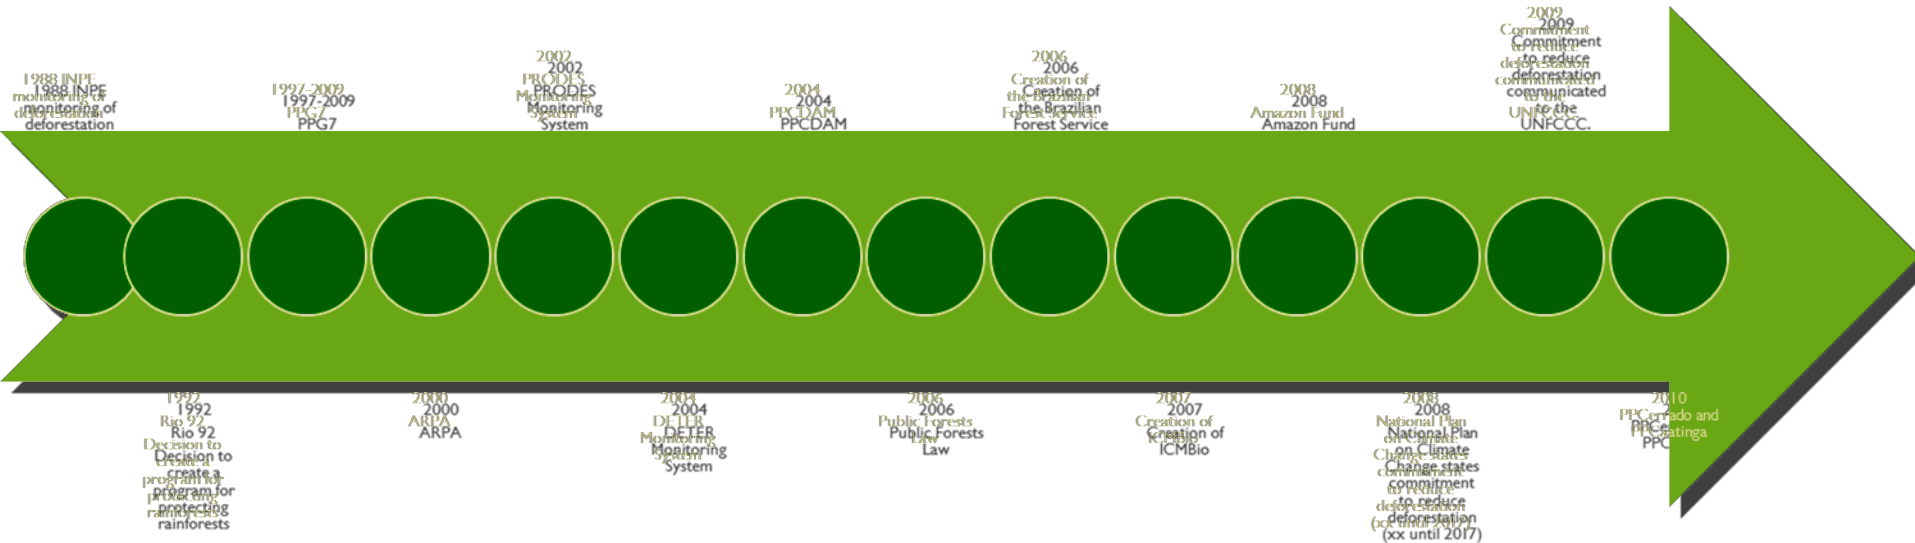 1988 INPE
monitoring of
deforestation
1992
Rio 92
Decision to
create a
program for
protecting
rainforests
1997-2009
PPG7
2000
ARPA
2002
PRODES
Monitoring
System
2004
DETER
Monitoring
System
2004
PPCDAM
2006
Public Forests
Law
2006
Creation of
the Brazilian
Forest Service
2007
Creation of
ICMBio
2008
Amazon Fund
2008
National Plan
on Climate
Change states
commitment
to reduce
deforestation
(xx until 2017)
2009
Commitment
to reduce
deforestation
communicated
to the
UNFCCC.
2010
PPCerrado and
PPCaatinga